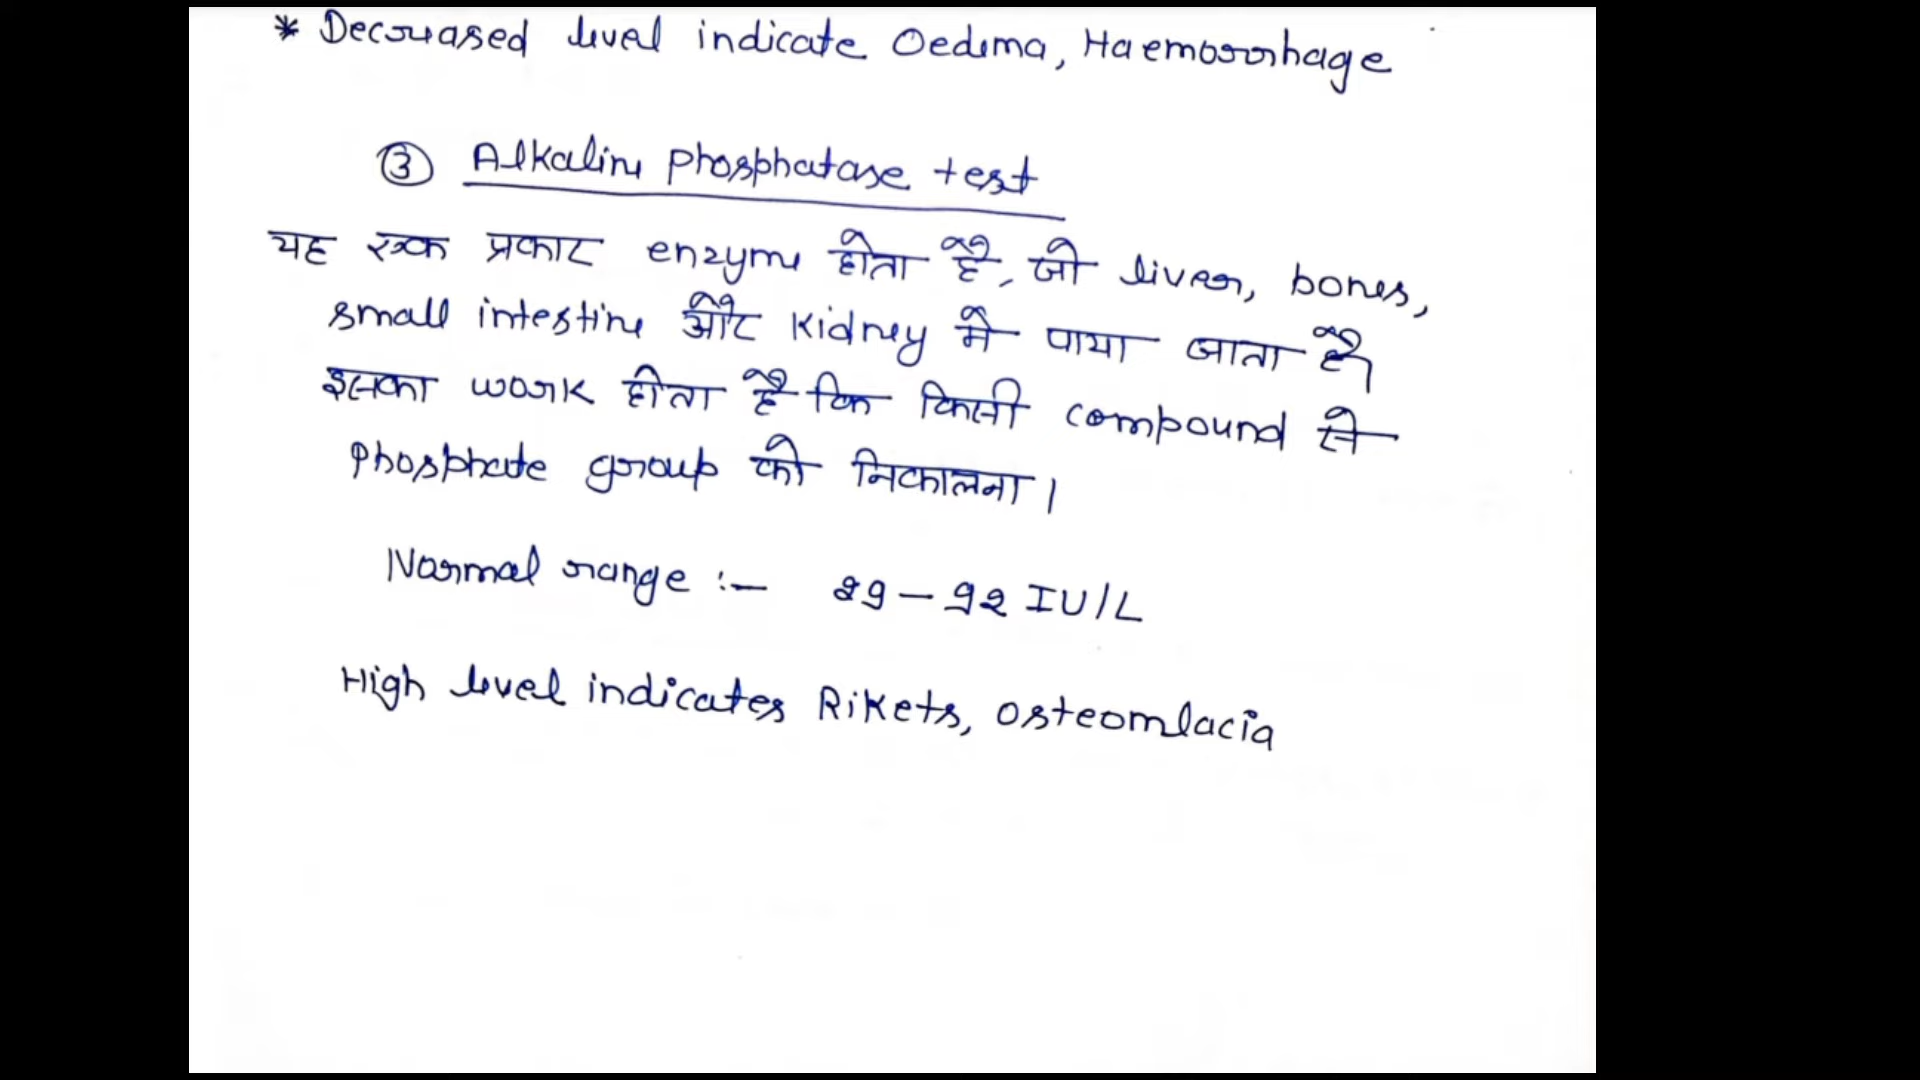 * Decreased level indicate Oedema, Haemorrhage
③ Alkaline phosphatase test
यह एक प्रकार enzyme होता है, जो liver, bones,
small intestine और kidney मे पाया जाता है।
इसका work होता है कि किसी compound से
Phosphate group को निकालना।
Normal range :- 29 – 92 IU/L
High level indicates Rikets, Osteomlacia